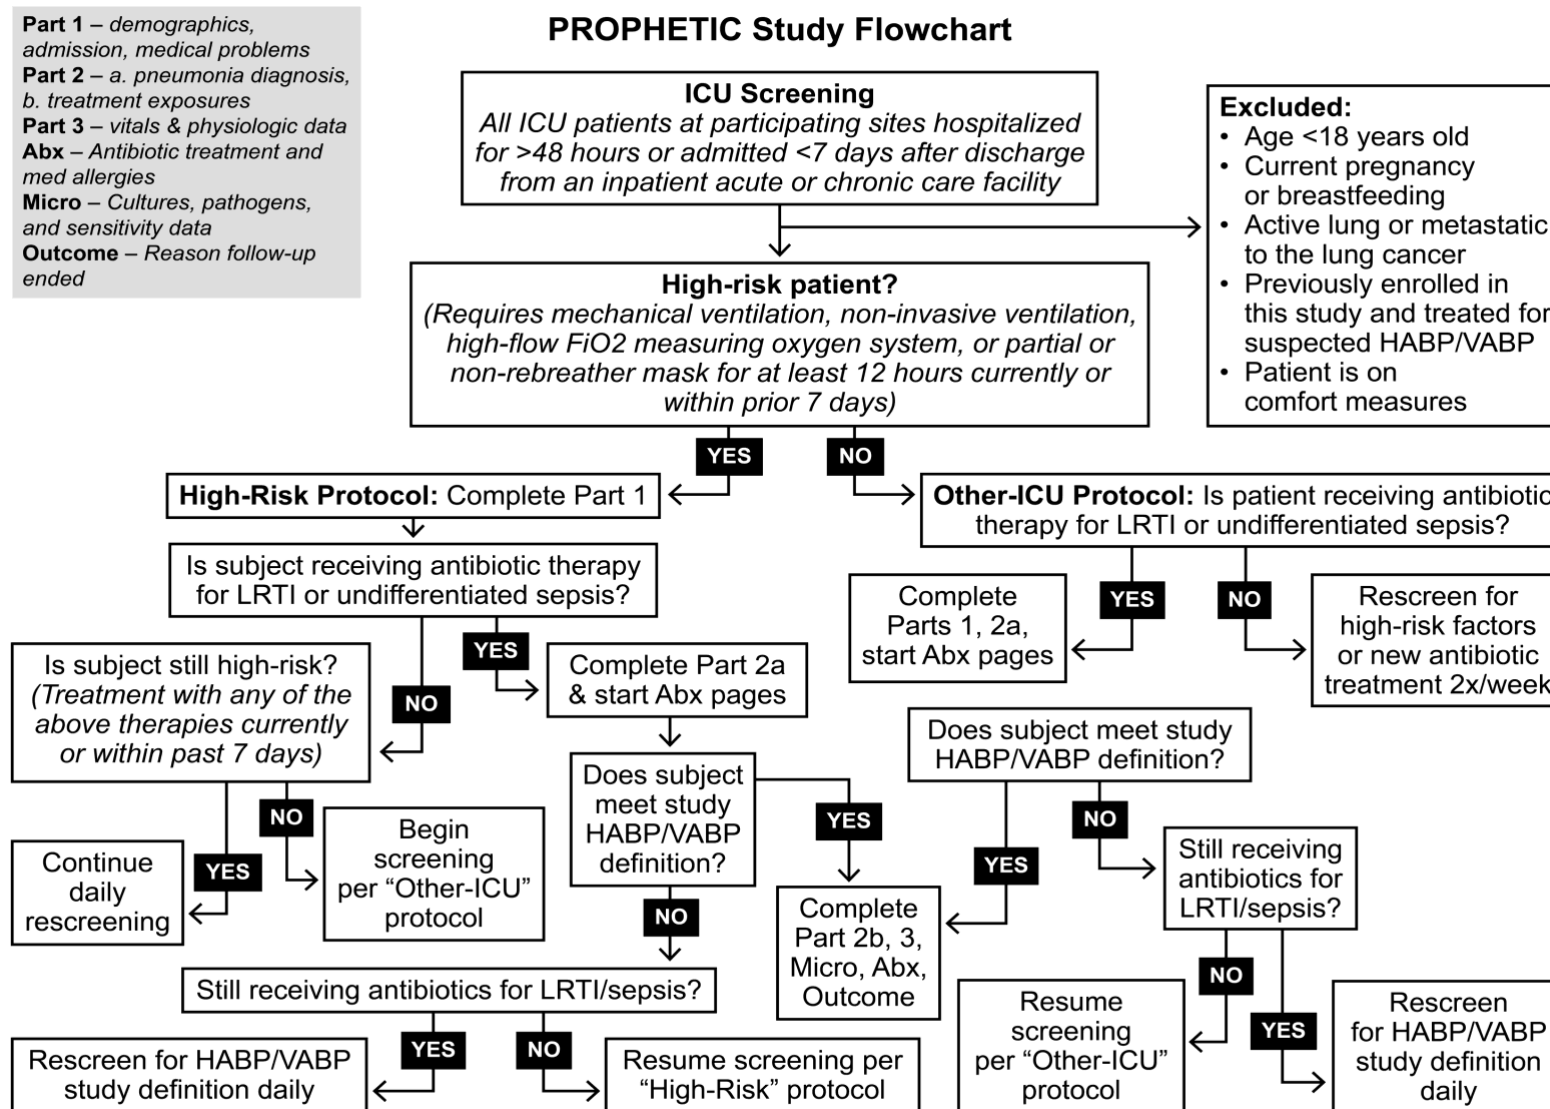 Part 1 – demographics,
admission, medical problems
Part 2 – a. pneumonia diagnosis,
b. treatment exposures
Part 3 – vitals & physiologic data
Abx – Antibiotic treatment and
med allergies
Micro – Cultures, pathogens,
and sensitivity data
Outcome – Reason follow-up
ended
PROPHETIC Study Flowchart
ICU Screening
All ICU patients at participating sites hospitalized
for >48 hours or admitted <7 days after discharge
from an inpatient acute or chronic care facility
Excluded:
• Age <18 years old
• Current pregnancy
or breastfeeding
• Active lung or metastatic
to the lung cancer
• Previously enrolled in
this study and treated for
suspected HABP/VABP
• Patient is on
comfort measures
High-risk patient?
(Requires mechanical ventilation, non-invasive ventilation,
high-flow FiO2 measuring oxygen system, or partial or
non-rebreather mask for at least 12 hours currently or
within prior 7 days)
YES
NO
High-Risk Protocol: Complete Part 1
Other-ICU Protocol: Is patient receiving antibiotic
therapy for LRTI or undifferentiated sepsis?
Is subject receiving antibiotic therapy
for LRTI or undifferentiated sepsis?
YES
NO
Complete
Parts 1, 2a,
start Abx pages
YES
NO
Rescreen for
high-risk factors
or new antibiotic
treatment 2x/week
Is subject still high-risk?
(Treatment with any of the
above therapies currently
or within past 7 days)
Complete Part 2a
& start Abx pages
Does subject meet study
HABP/VABP definition?
Does subject
meet study
HABP/VABP
definition?
NO
YES
YES
NO
YES
NO
Continue
daily
rescreening
Begin
screening
per “Other-ICU”
protocol
Still receiving
antibiotics for
LRTI/sepsis?
NO
Complete
Part 2b, 3,
Micro, Abx,
Outcome
Still receiving antibiotics for LRTI/sepsis?
NO
YES
YES
NO
Rescreen for HABP/VABP
study definition daily
Resume screening per
“High-Risk” protocol
Resume
screening
per “Other-ICU”
protocol
Rescreen
for HABP/VABP
study definition
daily